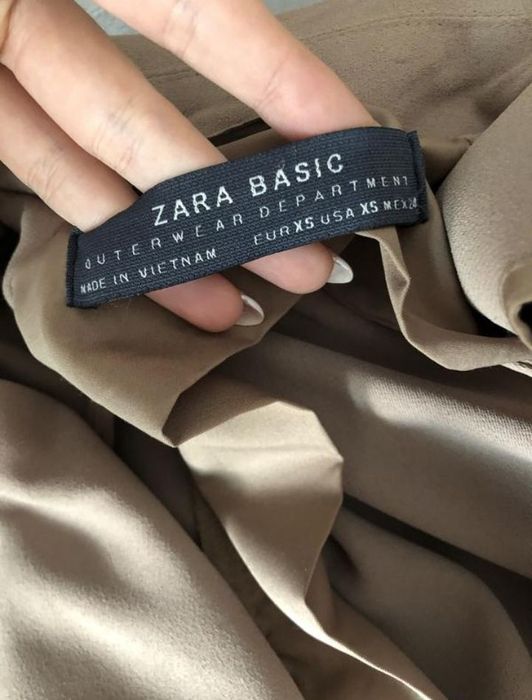 ZARA BASIC
OUTERWEAR DEPARTMENT
MADE IN VIETNAM EUR XS USA XS MEX 24